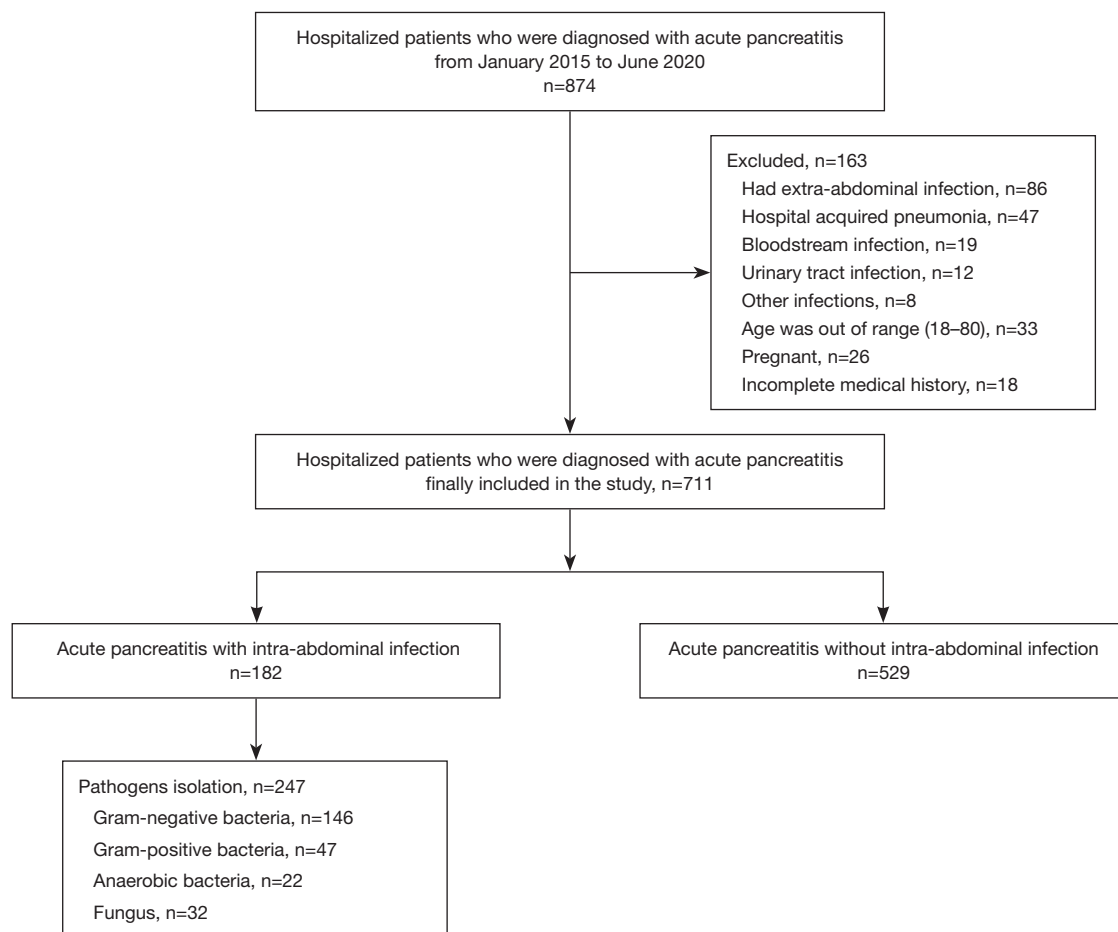 Hospitalized patients who were diagnosed with acute pancreatitis
from January 2015 to June 2020
n=874
Excluded, n=163
Had extra-abdominal infection, n=86
Hospital acquired pneumonia, n=47
Bloodstream infection, n=19
Urinary tract infection, n=12
Other infections, n=8
Age was out of range (18–80), n=33
Pregnant, n=26
Incomplete medical history, n=18
Hospitalized patients who were diagnosed with acute pancreatitis
finally included in the study, n=711
Acute pancreatitis with intra-abdominal infection
n=182
Acute pancreatitis without intra-abdominal infection
n=529
Pathogens isolation, n=247
Gram-negative bacteria, n=146
Gram-positive bacteria, n=47
Anaerobic bacteria, n=22
Fungus, n=32